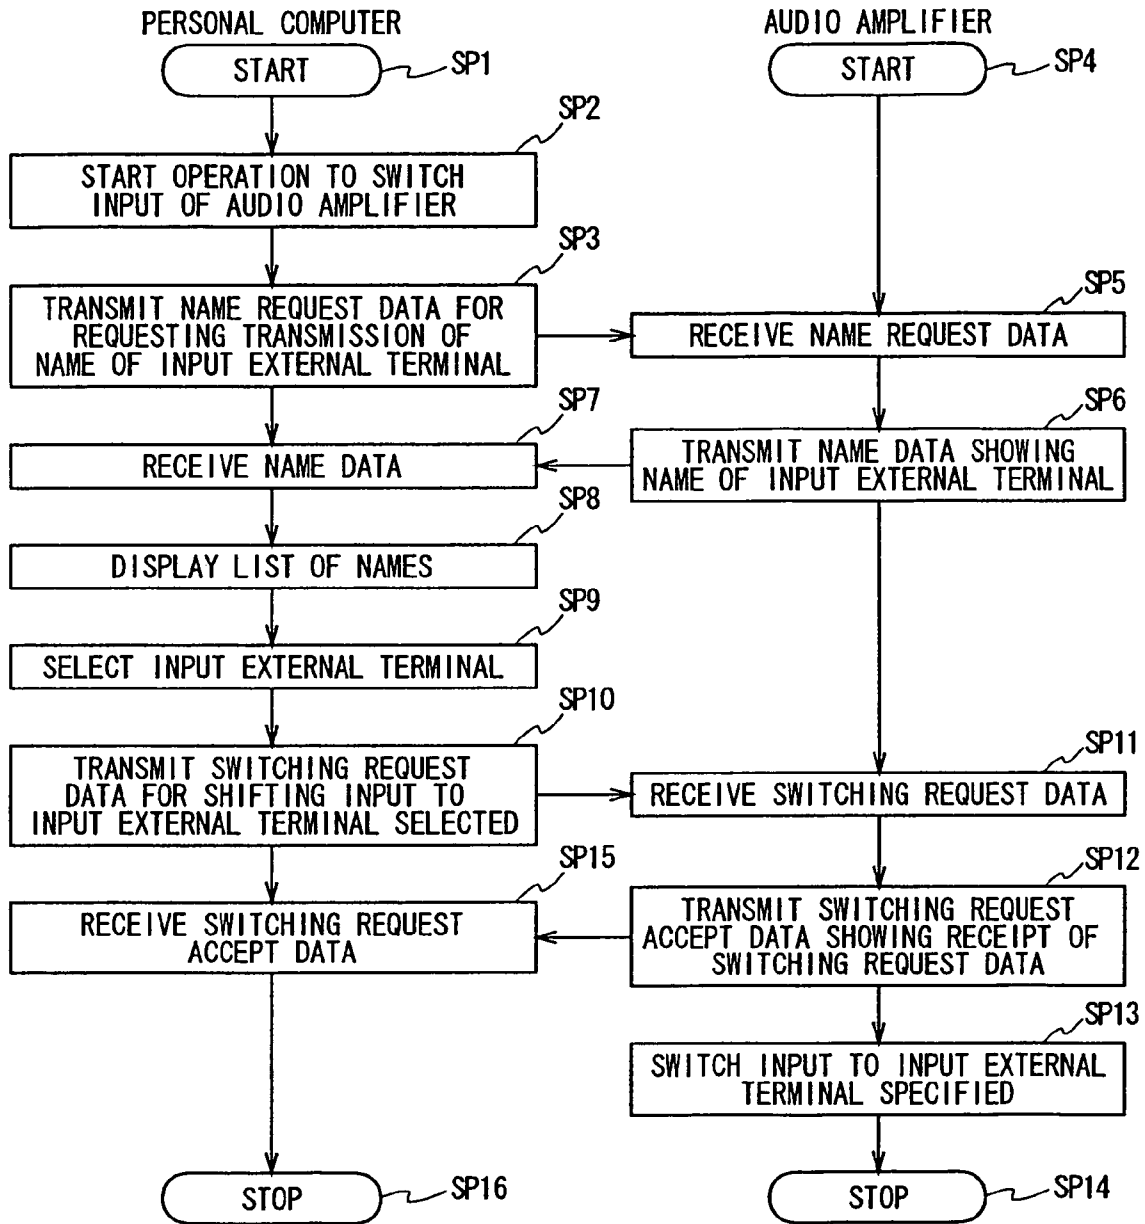 PERSONAL COMPUTER
START
SP1
SP2
START OPERATION TO SWITCH
INPUT OF AUDIO AMPLIFIER
SP3
TRANSMIT NAME REQUEST DATA FOR
REQUESTING TRANSMISSION OF
NAME OF INPUT EXTERNAL TERMINAL
SP7
RECEIVE NAME DATA
SP8
DISPLAY LIST OF NAMES
SP9
SELECT INPUT EXTERNAL TERMINAL
SP10
TRANSMIT SWITCHING REQUEST
DATA FOR SHIFTING INPUT TO
INPUT EXTERNAL TERMINAL SELECTED
SP15
RECEIVE SWITCHING REQUEST
ACCEPT DATA
STOP
SP16
AUDIO AMPLIFIER
START
SP4
SP5
RECEIVE NAME REQUEST DATA
SP6
TRANSMIT NAME DATA SHOWING
NAME OF INPUT EXTERNAL TERMINAL
SP11
RECEIVE SWITCHING REQUEST DATA
SP12
TRANSMIT SWITCHING REQUEST
ACCEPT DATA SHOWING RECEIPT OF
SWITCHING REQUEST DATA
SP13
SWITCH INPUT TO INPUT EXTERNAL
TERMINAL SPECIFIED
STOP
SP14